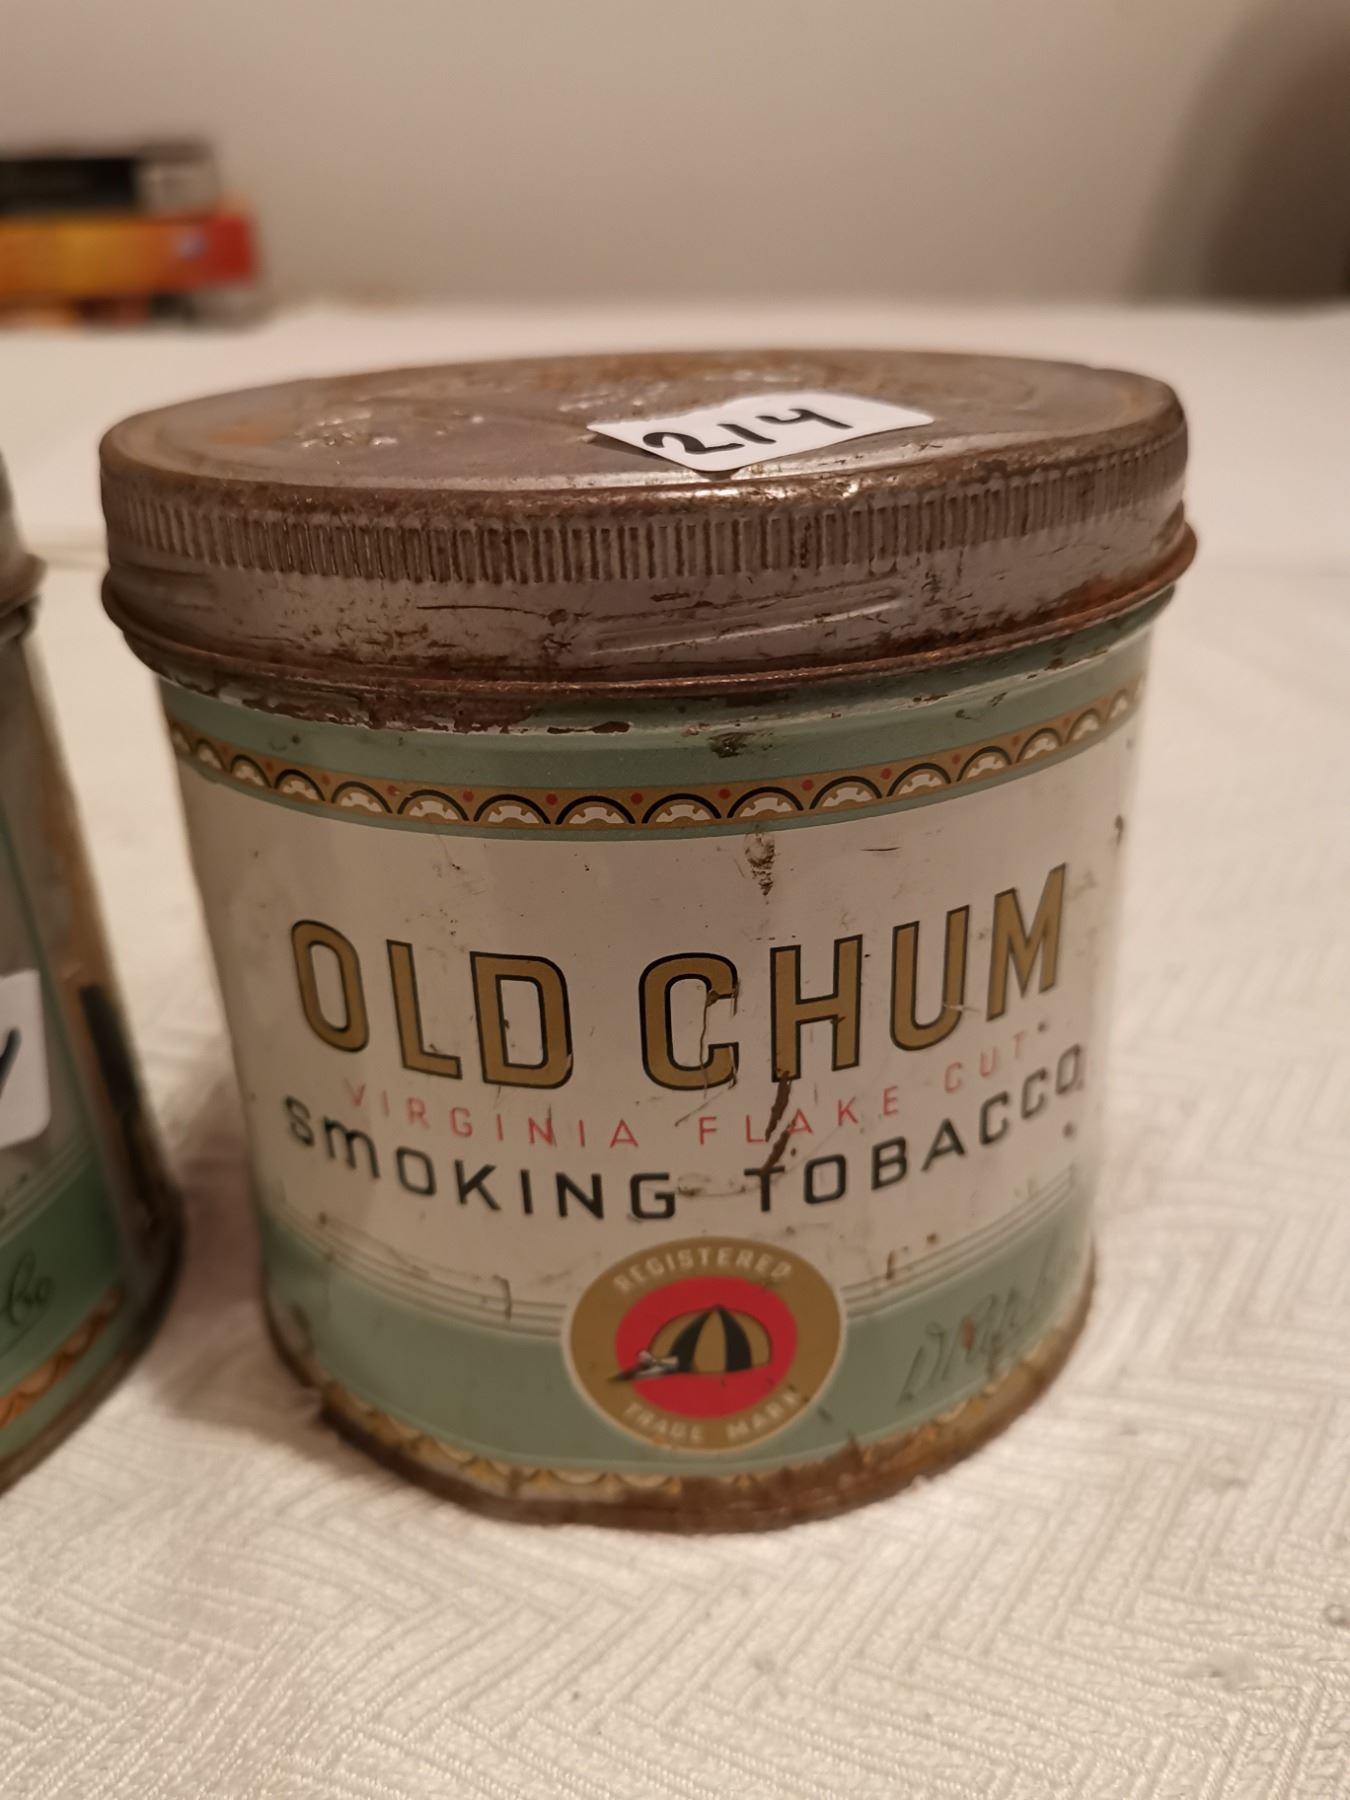 214
OLD CHUM
VIRGINIA FLAKE CUT
SMOKING TOBACCO
REGISTERED
TRADE MARK